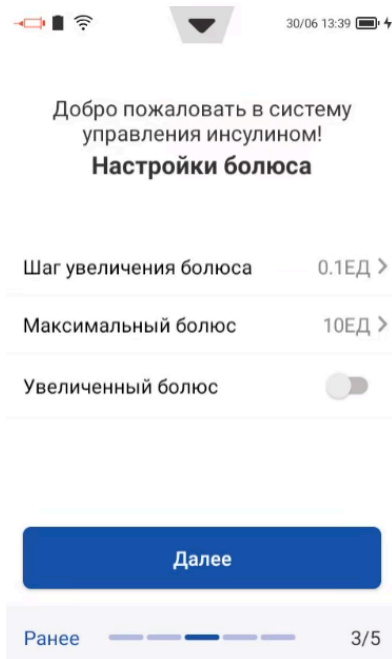 30/06 13:39
Добро пожаловать в систему
управления инсулином!
Настройки болюса
Шаг увеличения болюса 0.1ЕД >
Максимальный болюс 10ЕД >
Увеличенный болюс
Далее
Ранее 3/5